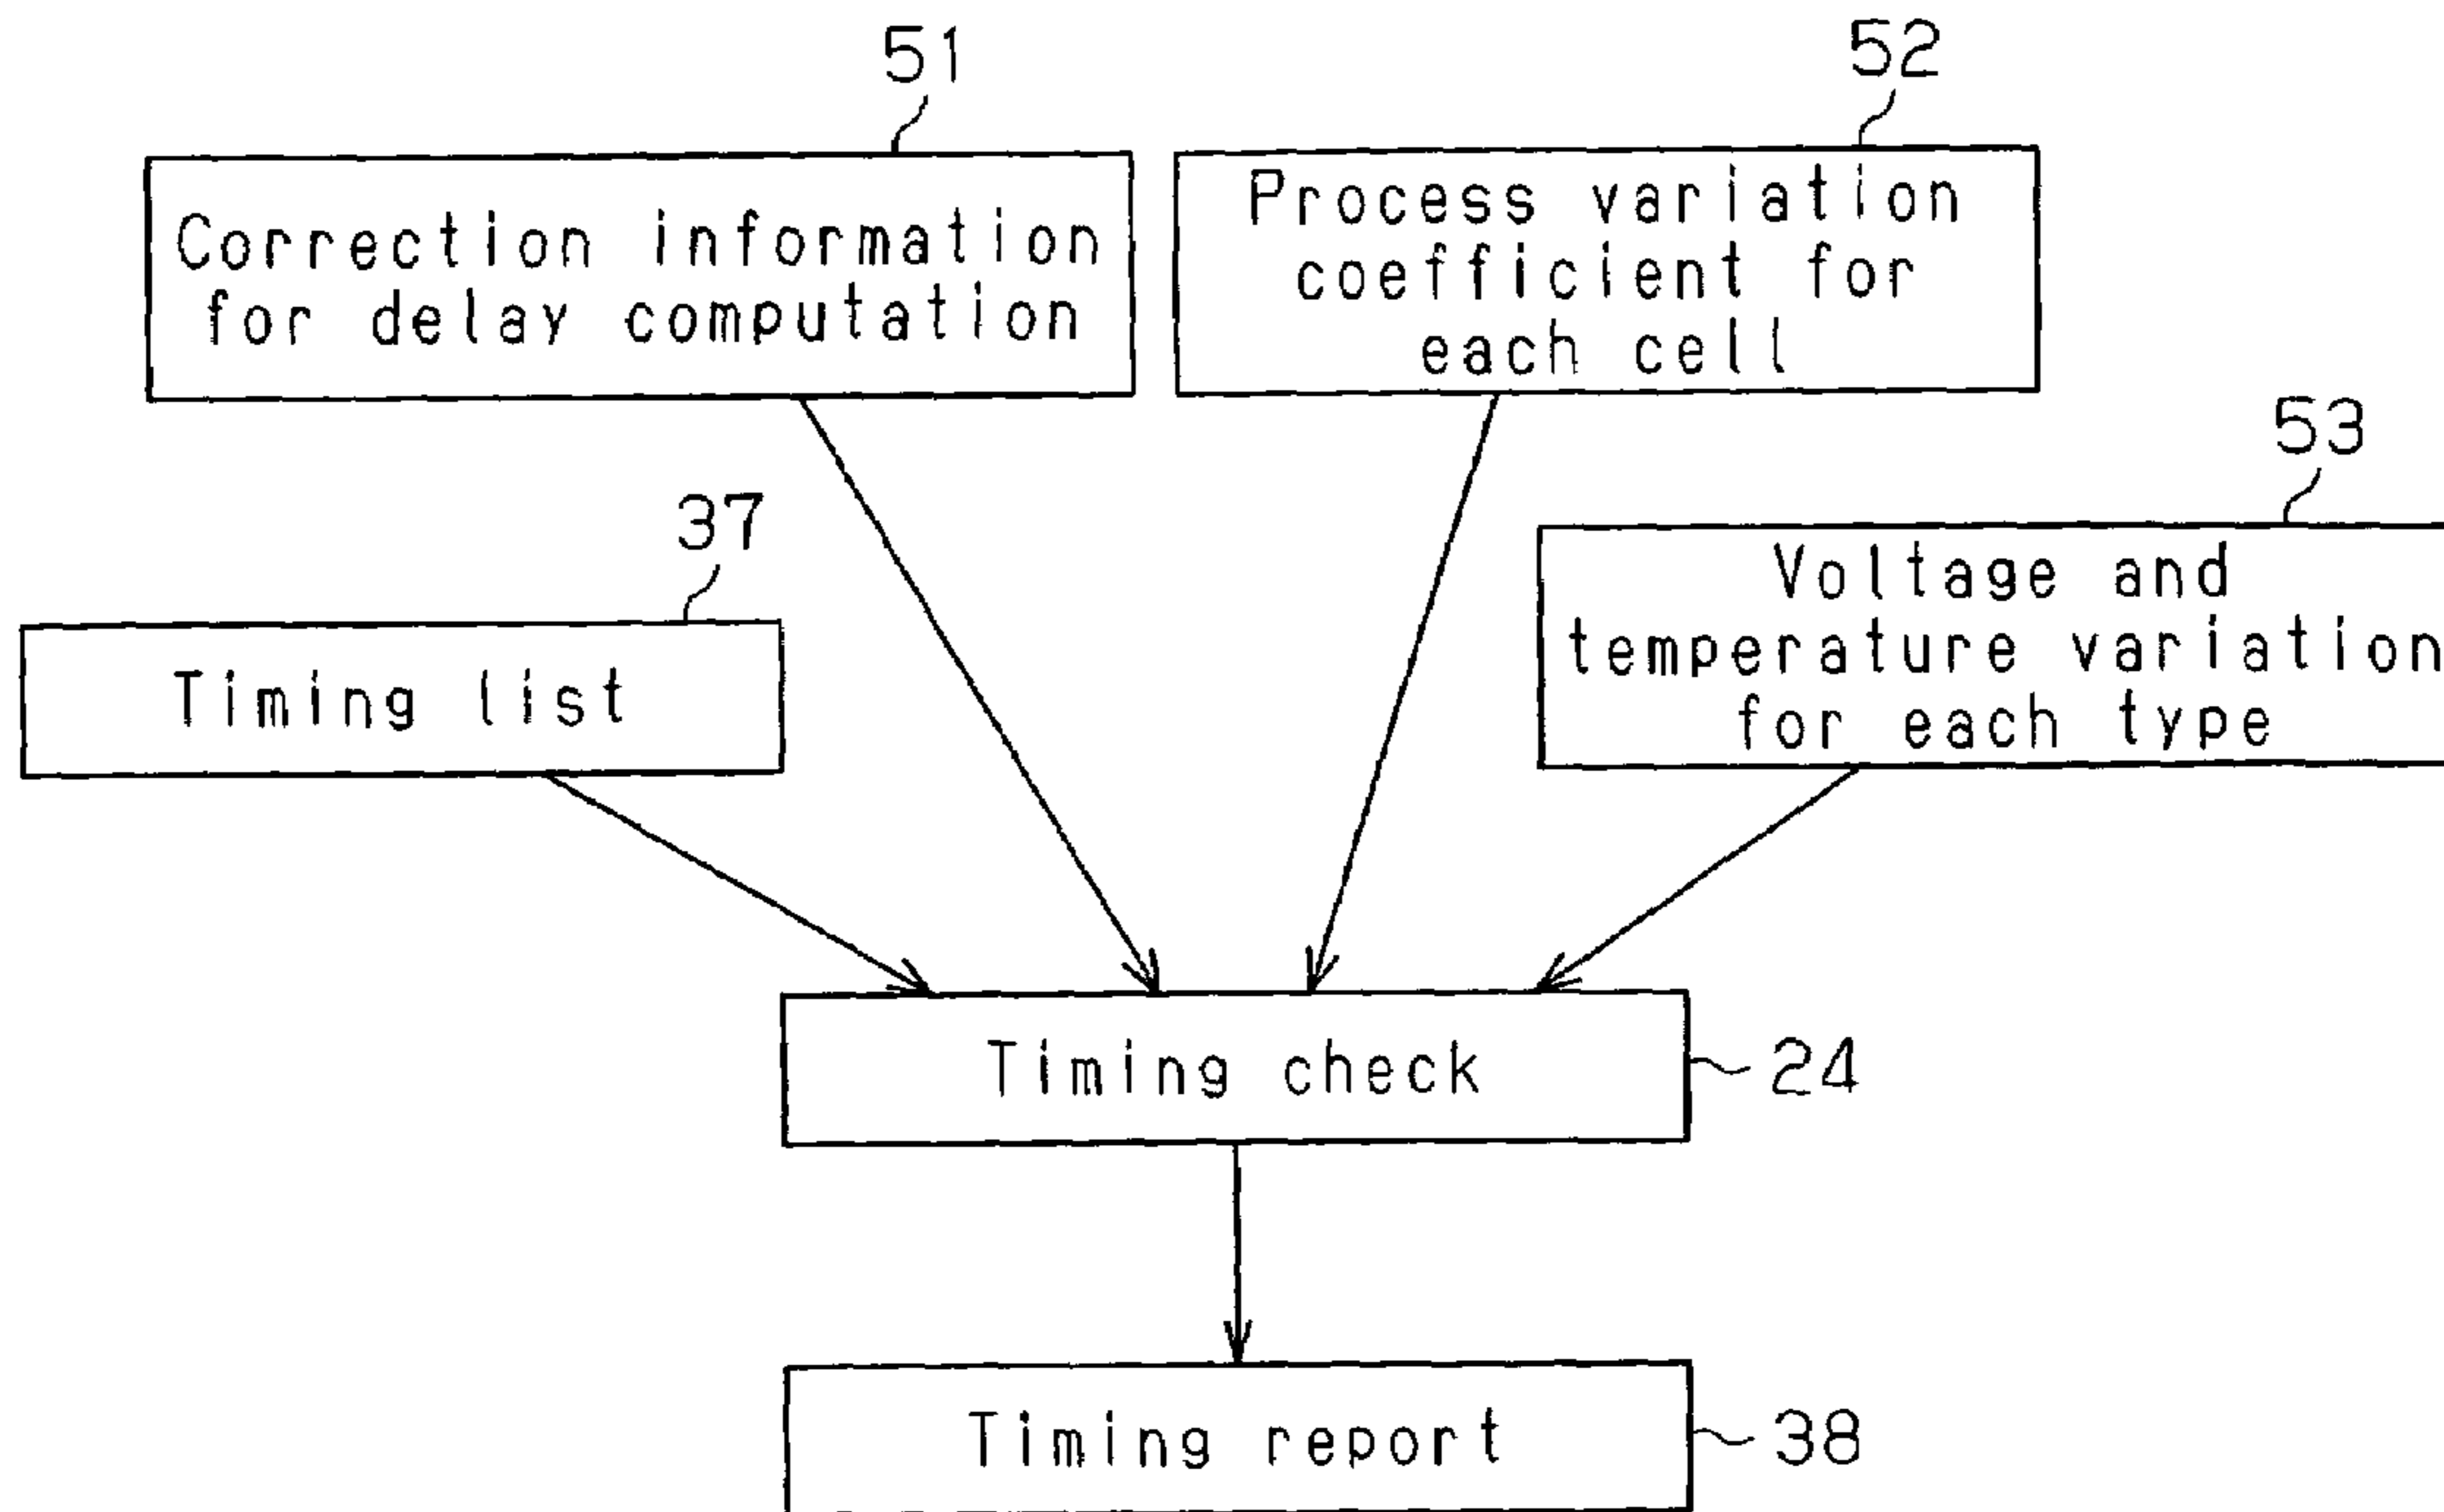 51
52
Correction information
for delay computation
Process variation
coefficient for
each cell
37
53
Timing list
Voltage and
temperature variation
for each type
Timing check
24
Timing report
38